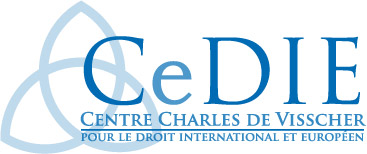 CeDIE
CENTRE CHARLES DE VISSCHER
POUR LE DROIT INTERNATIONAL ET EUROPÉEN